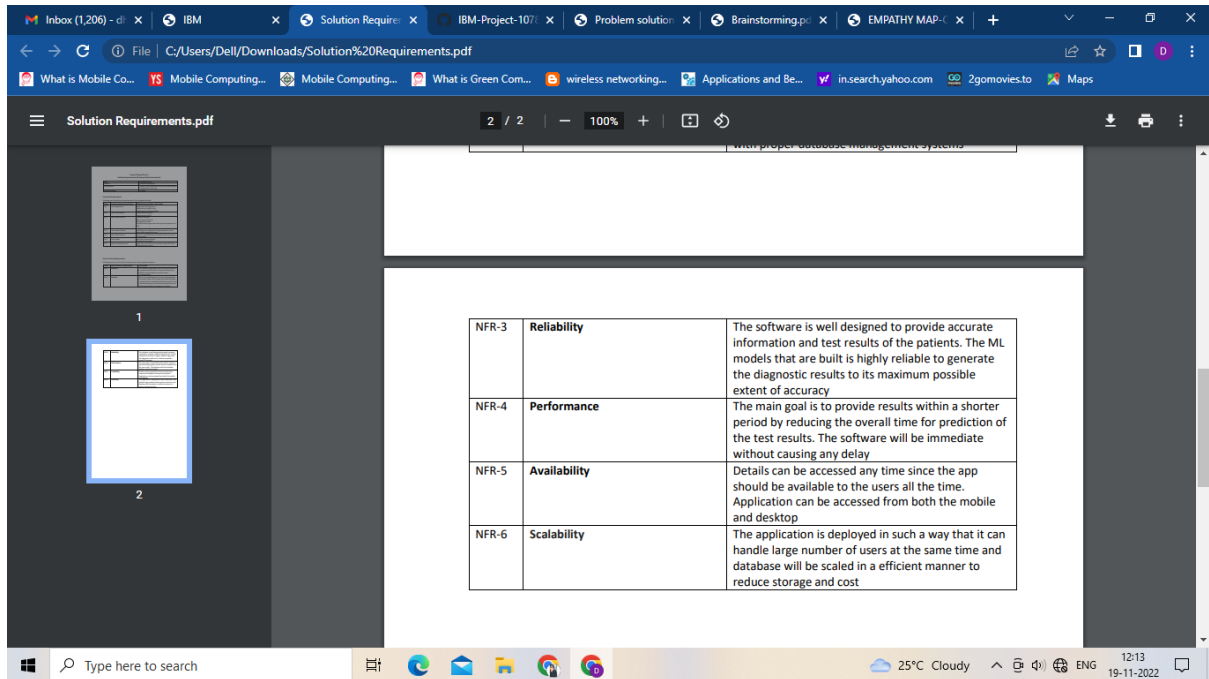 Inbox (1,206) - dh
IBM
Solution Requirem
IBM-Project-1078
Problem solution
Brainstorming.pd
EMPATHY MAP-C
File | C:/Users/Dell/Downloads/Solution%20Requirements.pdf
D
What is Mobile Co...
YS Mobile Computing...
Mobile Computing...
What is Green Com...
wireless networking...
Applications and Be...
in.search.yahoo.com
2gomovies.to
Maps
Solution Requirements.pdf
2 / 2
100%
with proper database management systems
1
2
NFR-3 Reliability The software is well designed to provide accurate
information and test results of the patients. The ML
models that are built is highly reliable to generate
the diagnostic results to its maximum possible
extent of accuracy
NFR-4 Performance The main goal is to provide results within a shorter
period by reducing the overall time for prediction of
the test results. The software will be immediate
without causing any delay
NFR-5 Availability Details can be accessed any time since the app
should be available to the users all the time.
Application can be accessed from both the mobile
and desktop
NFR-6 Scalability The application is deployed in such a way that it can
handle large number of users at the same time and
database will be scaled in a efficient manner to
reduce storage and cost
Type here to search
25°C Cloudy
ENG
12:13
19-11-2022